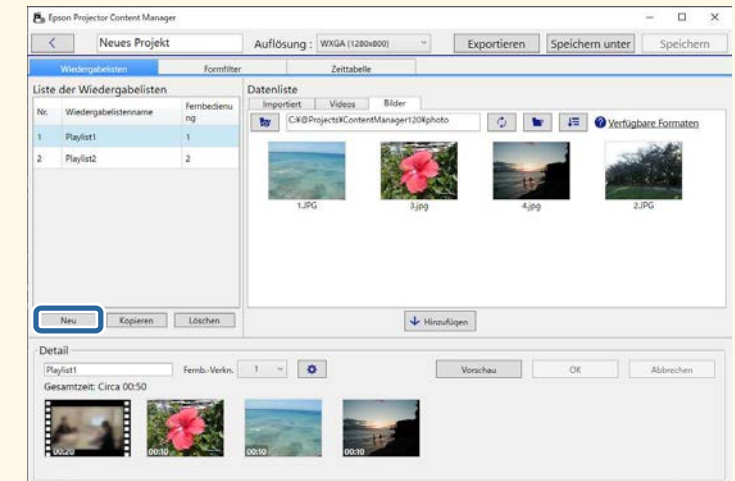 Epson Projector Content Manager
Neues Projekt Auflösung : WXGA (1280x800) Exportieren Speichern unter Speichern
Wiedergabelisten Formfilter Zeittabelle
Liste der Wiedergabelisten
Nr. Wiedergabelistenname Fernbedienu
ng
1 Playlist1 1
2 Playlist2 2
Neu Kopieren Löschen
Datenliste
Importiert Videos Bilder
C:¥@Projects¥ContentManager120¥photo Verfügbare Formaten
1.JPG 3.jpg 4.jpg 2.JPG
Hinzufügen
Detail
Playlist1 Fernb.-Verkn. 1 Vorschau OK Abbrechen
Gesamtzeit: Circa 00:50
00:20 00:10 00:10 00:10